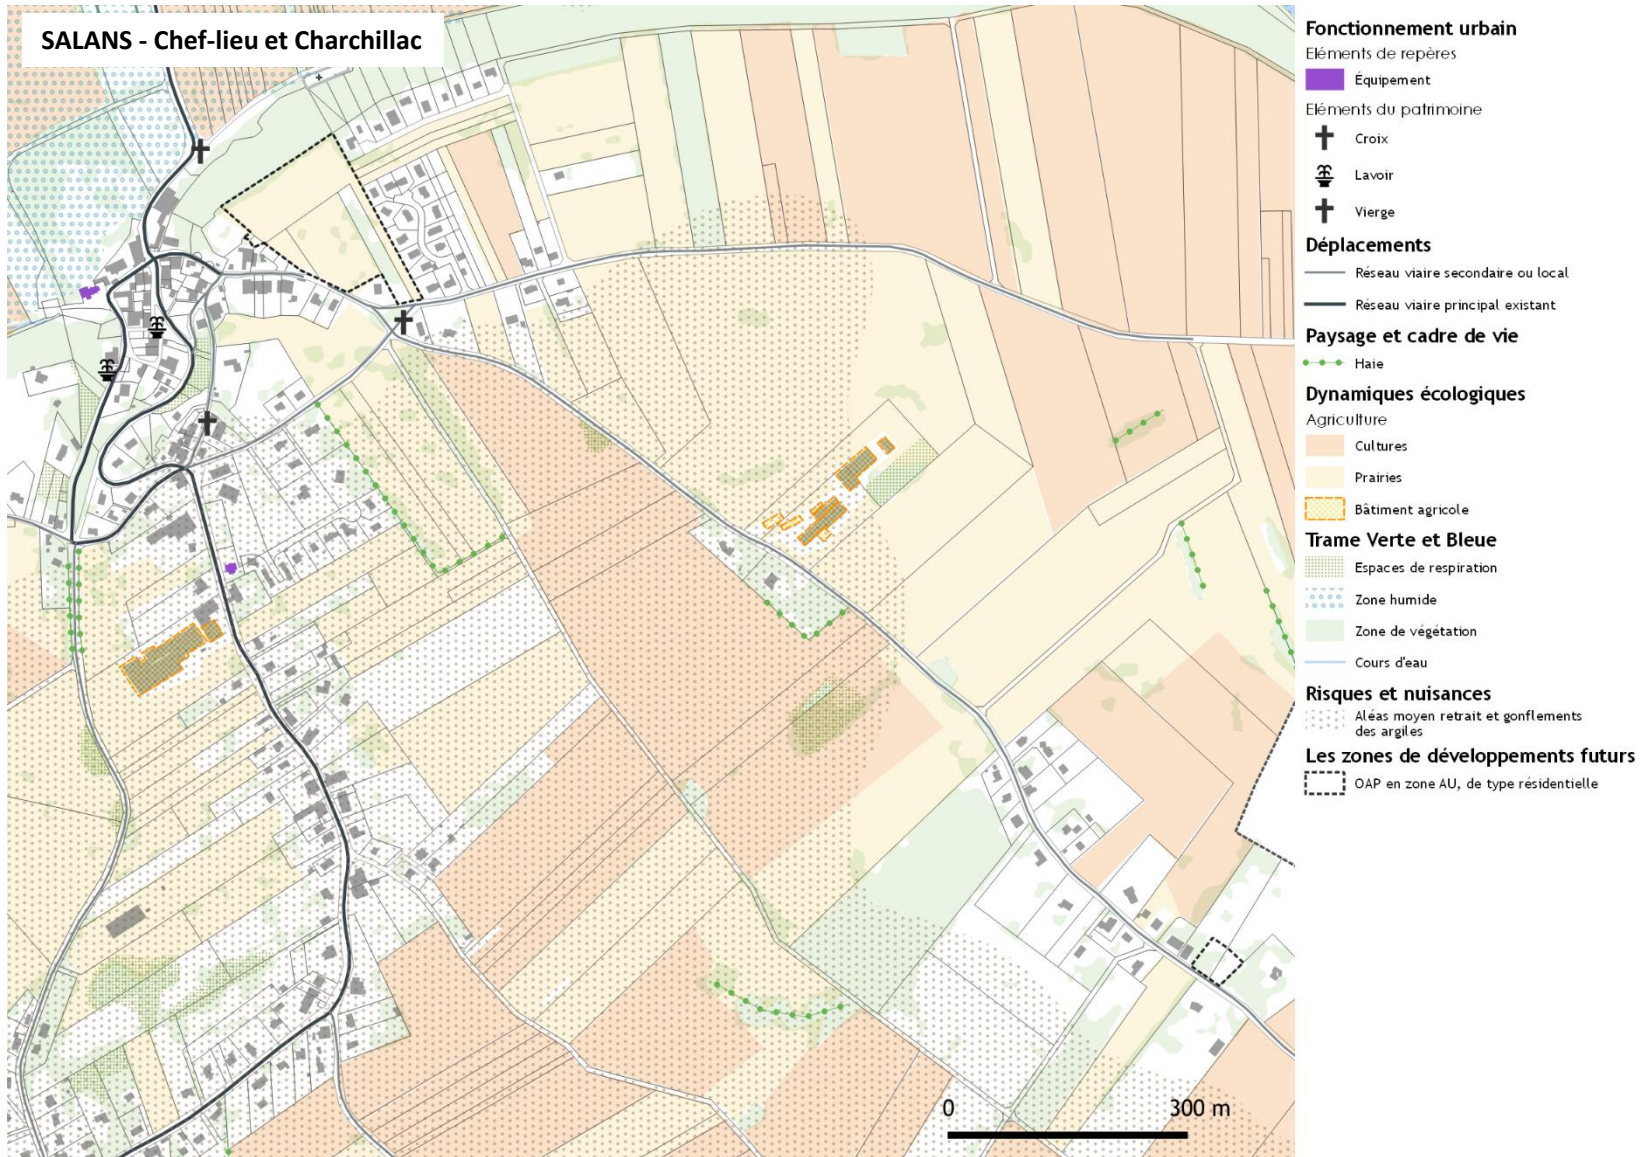 SALANS - Chef-lieu et Charchillac
Fonctionnement urbain
Eléments de repères
Équipement
Eléments du patrimoine
Croix
Lavoir
Vierge
Déplacements
Réseau viaire secondaire ou local
Réseau viaire principal existant
Paysage et cadre de vie
Haie
Dynamiques écologiques
Agriculture
Cultures
Prairies
Bâtiment agricole
Trame Verte et Bleue
Espaces de respiration
Zone humide
Zone de végétation
Cours d'eau
Risques et nuisances
Aléas moyen retrait et gonflements
des argiles
Les zones de développements futurs
OAP en zone AU, de type résidentielle
0 300 m